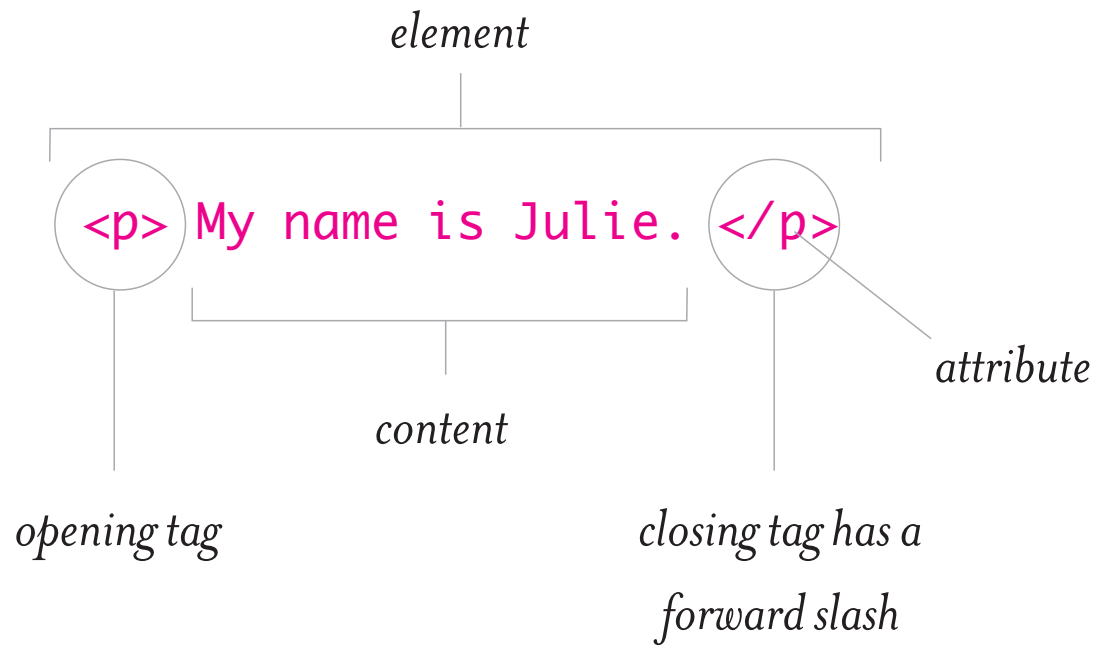 element
<p> My name is Julie. </p>
attribute
content
opening tag
closing tag has a
forward slash